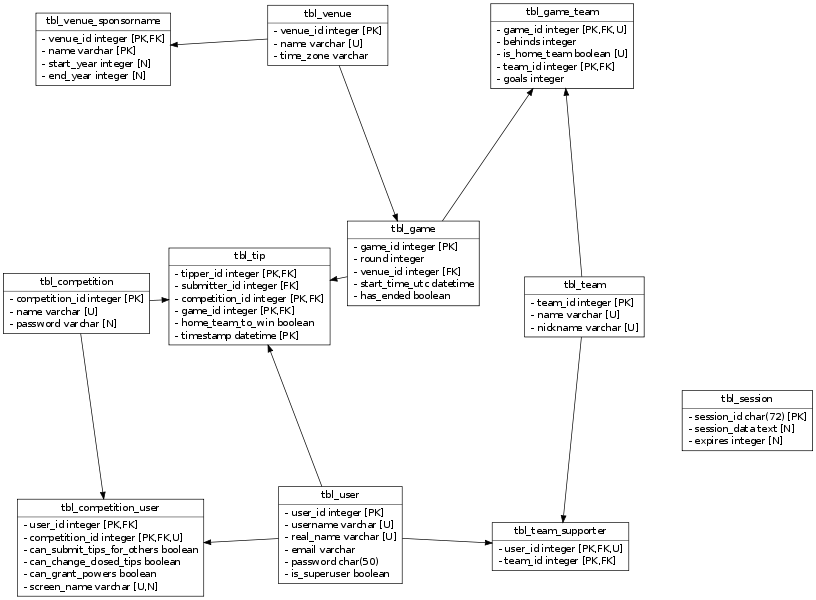 tbl_venue_sponsorname
- venue_id integer [PK,FK]
- name varchar [PK]
- start_year integer [N]
- end_year integer [N]
tbl_venue
- venue_id integer [PK]
- name varchar [U]
- time_zone varchar
tbl_game_team
- game_id integer [PK,FK,U]
- behinds integer
- is_home_team boolean [U]
- team_id integer [PK,FK]
- goals integer
tbl_game
- game_id integer [PK]
- round integer
- venue_id integer [FK]
- start_time_utc datetime
- has_ended boolean
tbl_tip
- tipper_id integer [PK,FK]
- submitter_id integer [FK]
- competition_id integer [PK,FK]
- game_id integer [PK,FK]
- home_team_to_win boolean
- timestamp datetime [PK]
tbl_competition
- competition_id integer [PK]
- name varchar [U]
- password varchar [N]
tbl_team
- team_id integer [PK]
- name varchar [U]
- nickname varchar [U]
tbl_session
- session_id char(72) [PK]
- session_data text [N]
- expires integer [N]
tbl_competition_user
- user_id integer [PK,FK]
- competition_id integer [PK,FK,U]
- can_submit_tips_for_others boolean
- can_change_closed_tips boolean
- can_grant_powers boolean
- screen_name varchar [U,N]
tbl_user
- user_id integer [PK]
- username varchar [U]
- real_name varchar [U]
- email varchar
- password char(50)
- is_superuser boolean
tbl_team_supporter
- user_id integer [PK,FK,U]
- team_id integer [PK,FK]